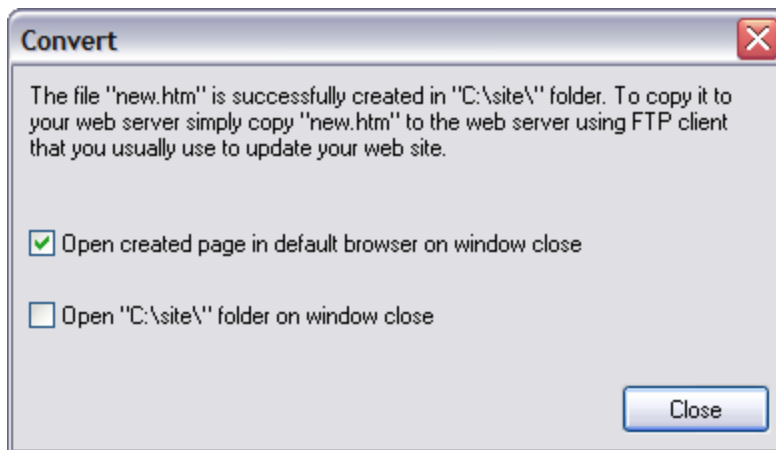 Convert
The file "new.htm" is successfully created in "C:\site\" folder. To copy it to
your web server simply copy "new.htm" to the web server using FTP client
that you usually use to update your web site.
Open created page in default browser on window close
Open "C:\site\" folder on window close
Close